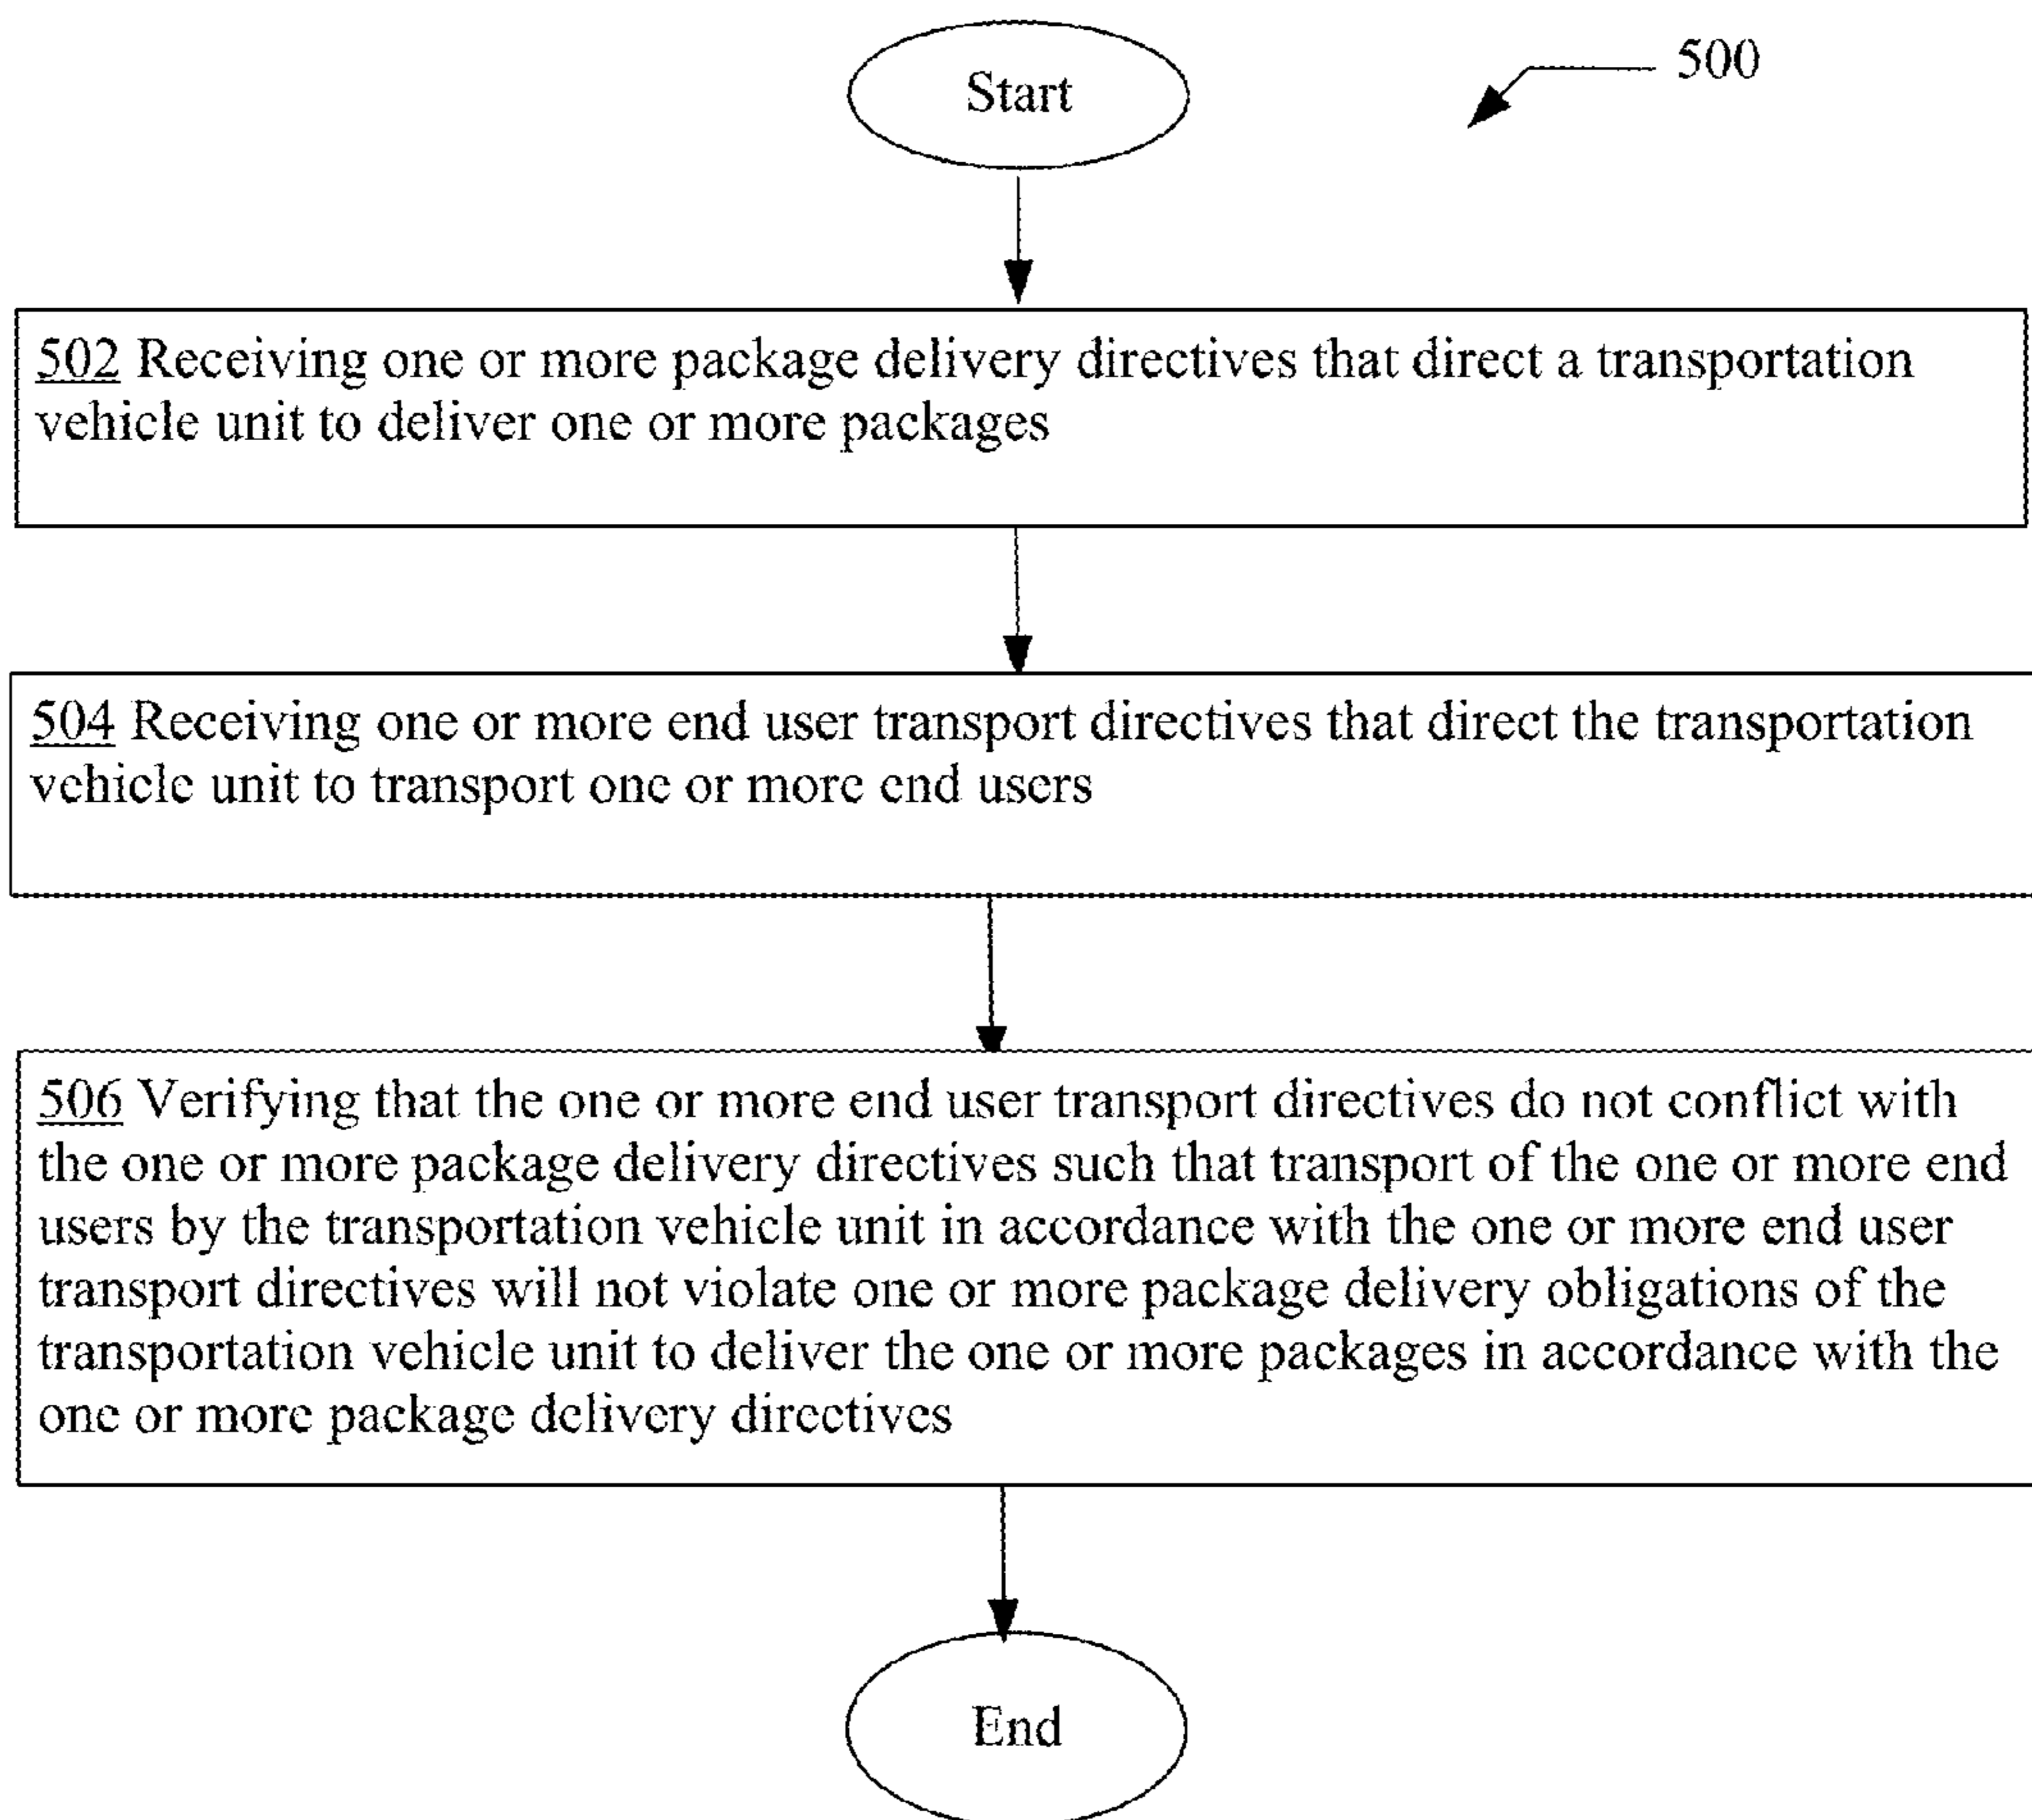 Start
500
502 Receiving one or more package delivery directives that direct a transportation
vehicle unit to deliver one or more packages
504 Receiving one or more end user transport directives that direct the transportation
vehicle unit to transport one or more end users
506 Verifying that the one or more end user transport directives do not conflict with
the one or more package delivery directives such that transport of the one or more end
users by the transportation vehicle unit in accordance with the one or more end user
transport directives will not violate one or more package delivery obligations of the
transportation vehicle unit to deliver the one or more packages in accordance with the
one or more package delivery directives
End